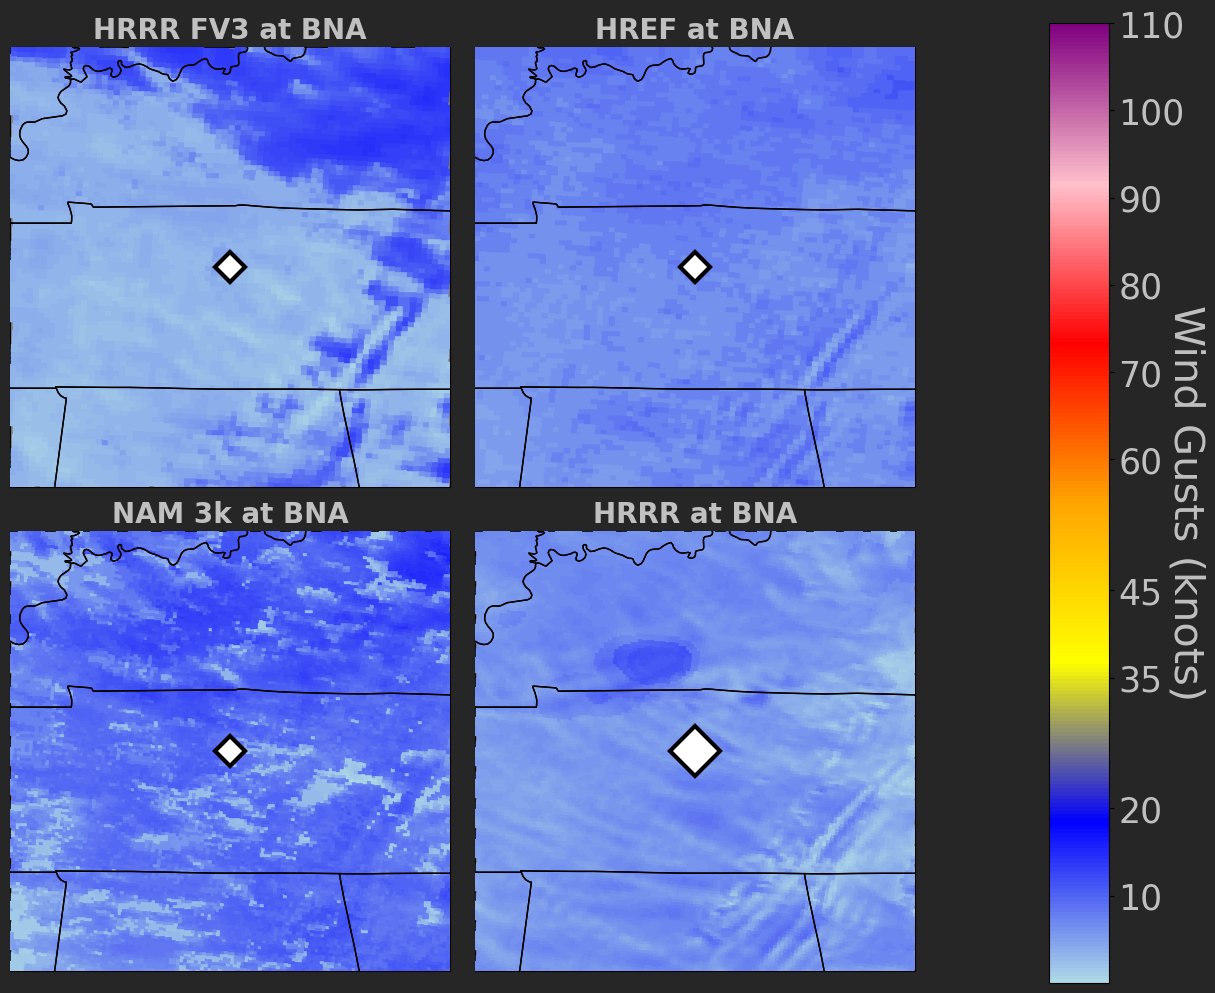 HRRR FV3 at BNA
HREF at BNA
NAM 3k at BNA
HRRR at BNA
110
100
90
80
70
60
45
35
20
10
Wind Gusts (knots)